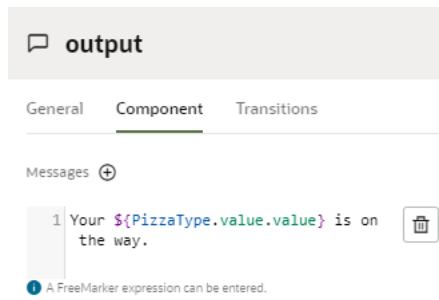 output
General Component Transitions
Messages
1 Your ${PizzaType.value.value} is on
the way.
A FreeMarker expression can be entered.